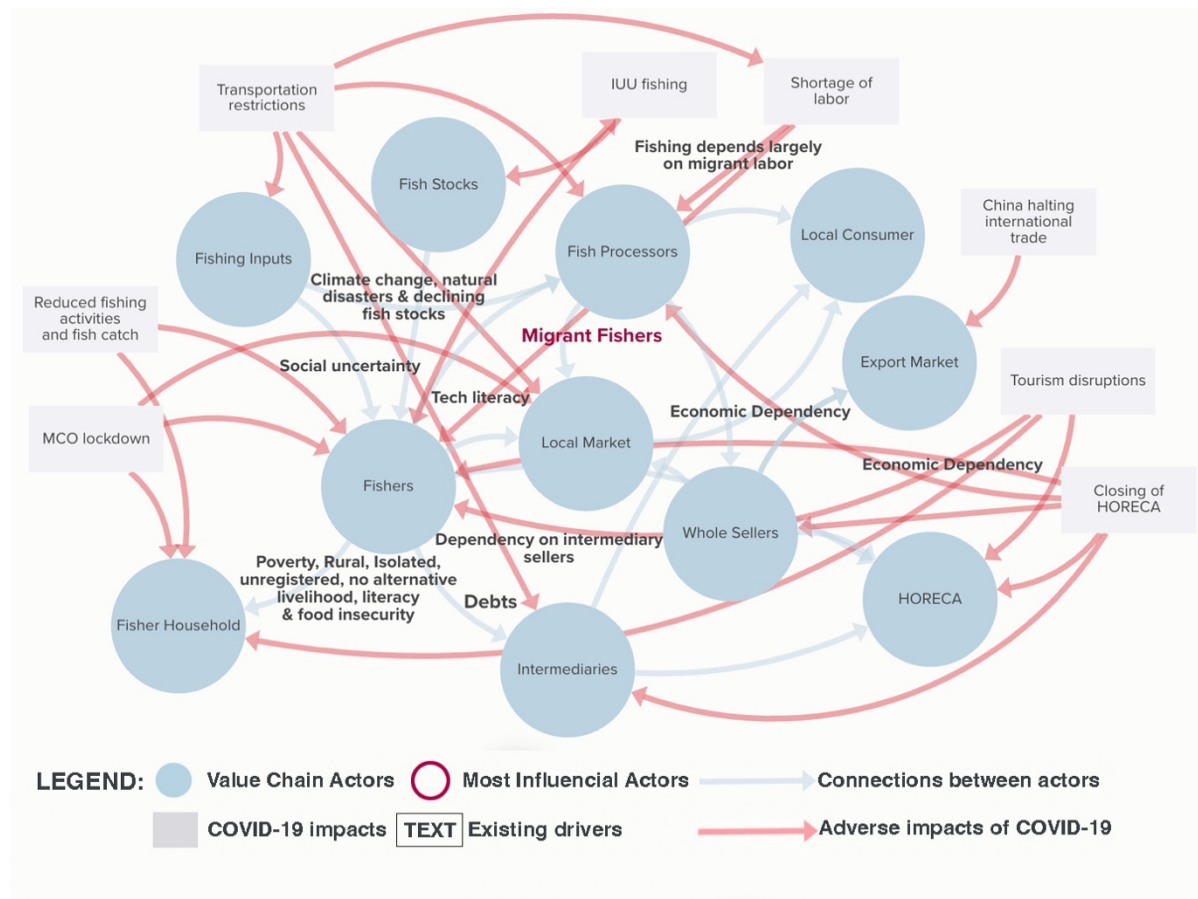 Transportation
restrictions
IUU fishing
Shortage of
labor
Fishing depends largely
on migrant labor
Fish Stocks
China halting
international
trade
Fishing Inputs
Fish Processors
Local Consumer
Climate change, natural
disasters & declining
fish stocks
Reduced fishing
activities
and fish catch
Migrant Fishers
Social uncertainty
Export Market
Tourism disruptions
Tech literacy
Economic Dependency
MCO lockdown
Local Market
Economic Dependency
Fishers
Closing of
HORECA
Whole Sellers
Dependency on intermediary
sellers
Poverty, Rural, Isolated,
unregistered, no alternative
livelihood, literacy
& food insecurity
Debts
HORECA
Fisher Household
Intermediaries
LEGEND:
Value Chain Actors
Most Influencial Actors
Connections between actors
COVID-19 impacts
TEXT
Existing drivers
Adverse impacts of COVID-19